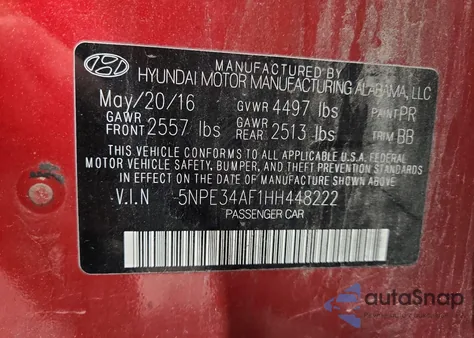 MANUFACTURED BY
HYUNDAI MOTOR MANUFACTURING ALABAMA, LLC
May/20/16 GVWR 4497 lbs PAINT PR
GAWR FRONT 2557 lbs GAWR REAR 2513 lbs TRIM BB
THIS VEHICLE CONFORMS TO ALL APPLICABLE U.S.A FEDERAL
MOTOR VEHICLE SAFETY, BUMPER, AND THEFT PREVENTION
STANDARDS IN EFFECT ON THE DATE OF MANUFACTURE SHOWN ABOVE.
V.I.N 5NPE34AF1HH448222
PASSENGER CAR
autoSnap